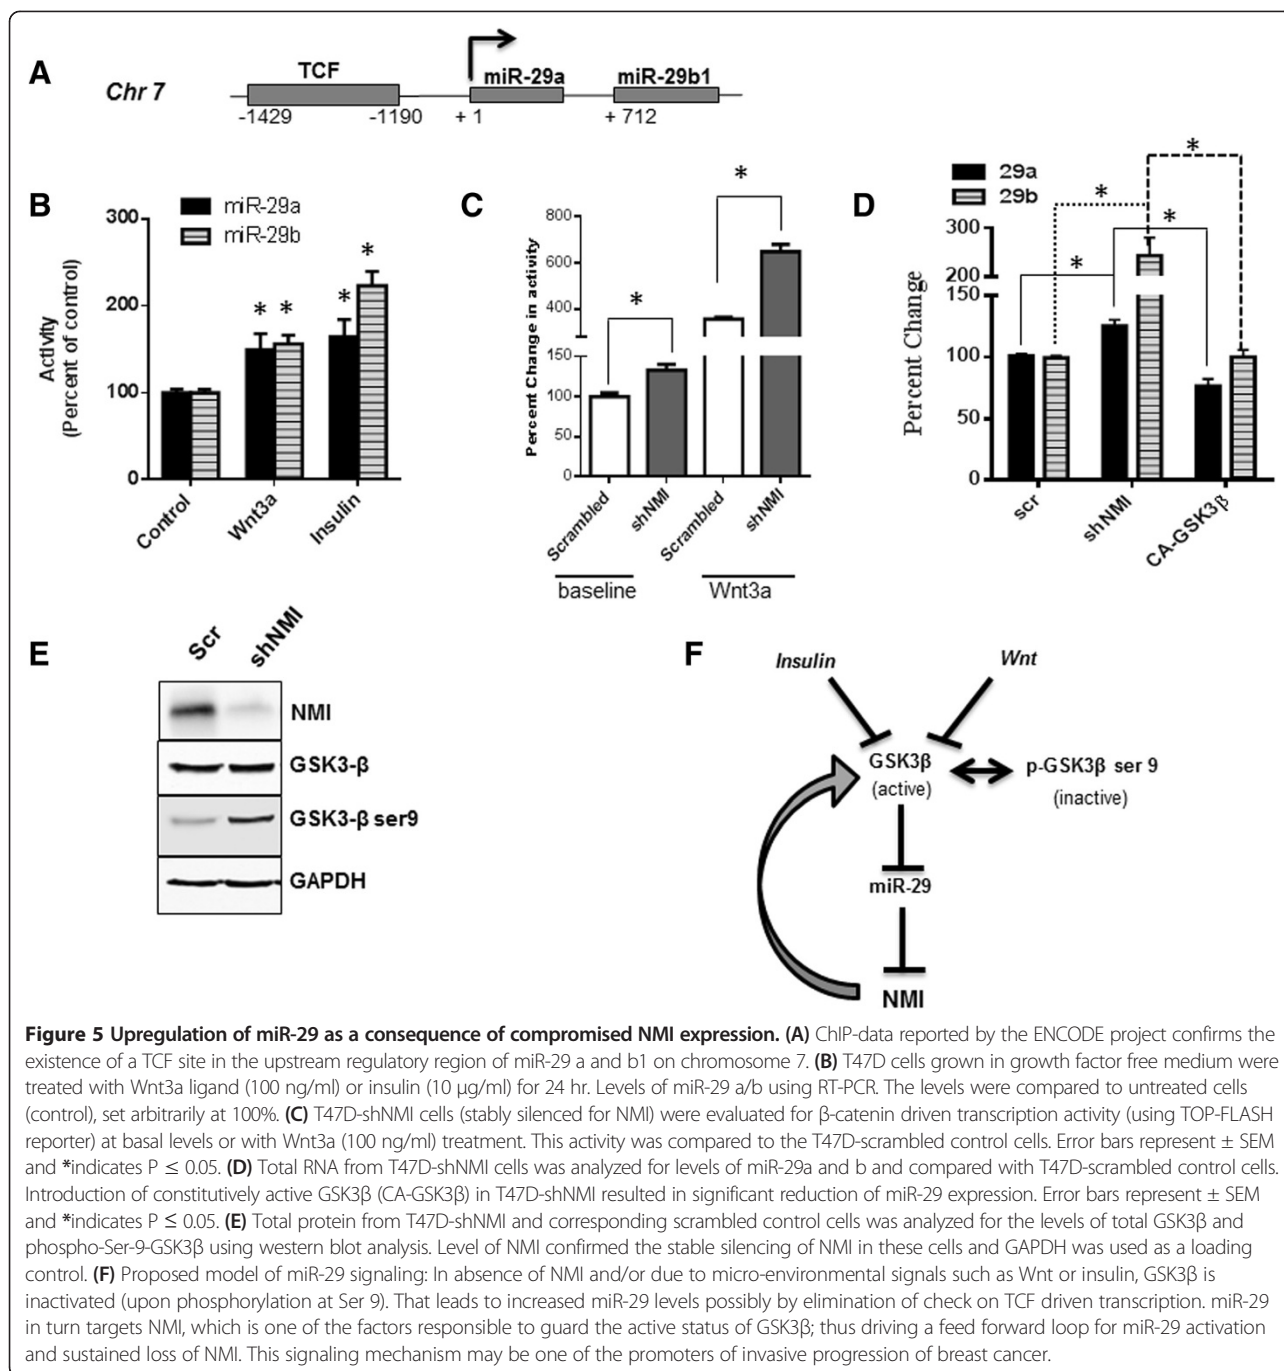 A
Chr 7
TCF
miR-29a
miR-29b1
-1429
-1190
+ 1
+ 712
B
miR-29a
miR-29b
Activity
(Percent of control)
300
200
100
0
* * * *
Control
Wnt3a
Insulin
C
Percent Change in activity
800
600
400
150
100
50
0
*
*
Scrambled
shNMI
Scrambled
shNMI
baseline
Wnt3a
D
29a
29b
Percent Change
300
200
150
100
50
0
*
*
*
*
scr
shNMI
CA-GSK3β
E
Scr
shNMI
NMI
GSK3-β
GSK3-β ser9
GAPDH
F
Insulin
Wnt
GSK3β
(active)
p-GSK3β ser 9
(inactive)
miR-29
NMI
Figure 5 Upregulation of miR-29 as a consequence of compromised NMI expression. (A) ChIP-data reported by the ENCODE project confirms the
existence of a TCF site in the upstream regulatory region of miR-29 a and b1 on chromosome 7. (B) T47D cells grown in growth factor free medium were
treated with Wnt3a ligand (100 ng/ml) or insulin (10 μg/ml) for 24 hr. Levels of miR-29 a/b using RT-PCR. The levels were compared to untreated cells
(control), set arbitrarily at 100%. (C) T47D-shNMI cells (stably silenced for NMI) were evaluated for β-catenin driven transcription activity (using TOP-FLASH
reporter) at basal levels or with Wnt3a (100 ng/ml) treatment. This activity was compared to the T47D-scrambled control cells. Error bars represent ± SEM
and *indicates P ≤ 0.05. (D) Total RNA from T47D-shNMI cells was analyzed for levels of miR-29a and b and compared with T47D-scrambled control cells.
Introduction of constitutively active GSK3β (CA-GSK3β) in T47D-shNMI resulted in significant reduction of miR-29 expression. Error bars represent ± SEM
and *indicates P ≤ 0.05. (E) Total protein from T47D-shNMI and corresponding scrambled control cells was analyzed for the levels of total GSK3β and
phospho-Ser-9-GSK3β using western blot analysis. Level of NMI confirmed the stable silencing of NMI in these cells and GAPDH was used as a loading
control. (F) Proposed model of miR-29 signaling: In absence of NMI and/or due to micro-environmental signals such as Wnt or insulin, GSK3β is
inactivated (upon phosphorylation at Ser 9). That leads to increased miR-29 levels possibly by elimination of check on TCF driven transcription. miR-29
in turn targets NMI, which is one of the factors responsible to guard the active status of GSK3β; thus driving a feed forward loop for miR-29 activation
and sustained loss of NMI. This signaling mechanism may be one of the promoters of invasive progression of breast cancer.